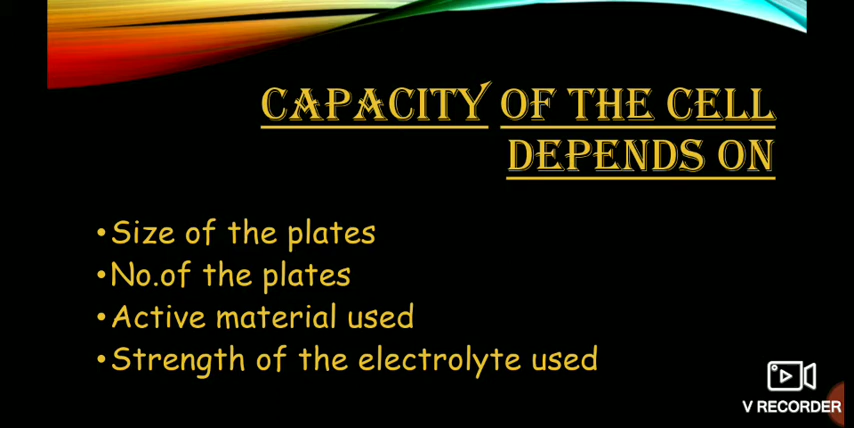 CAPACITY OF THE CELL
DEPENDS ON
•Size of the plates
•No.of the plates
•Active material used
•Strength of the electrolyte used
V RECORDER